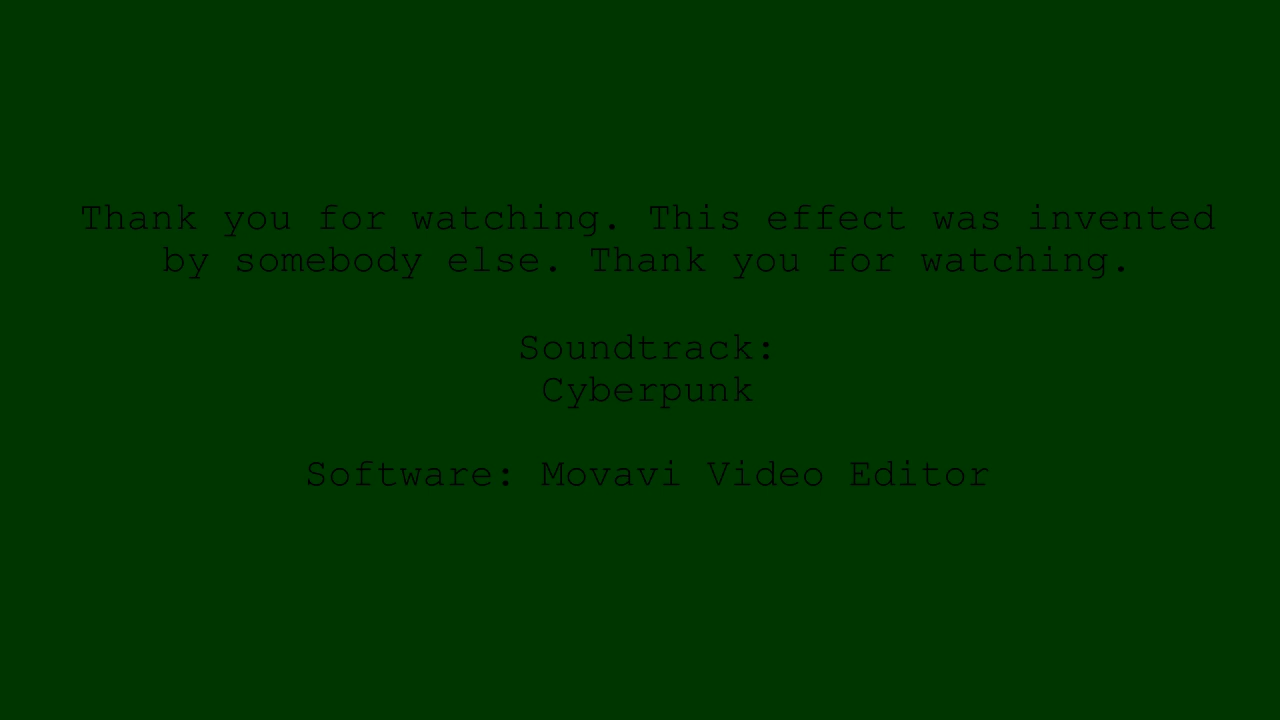 Thank you for watching. This effect was invented
by somebody else. Thank you for watching.
Soundtrack:
Cyberpunk
Software: Movavi Video Editor